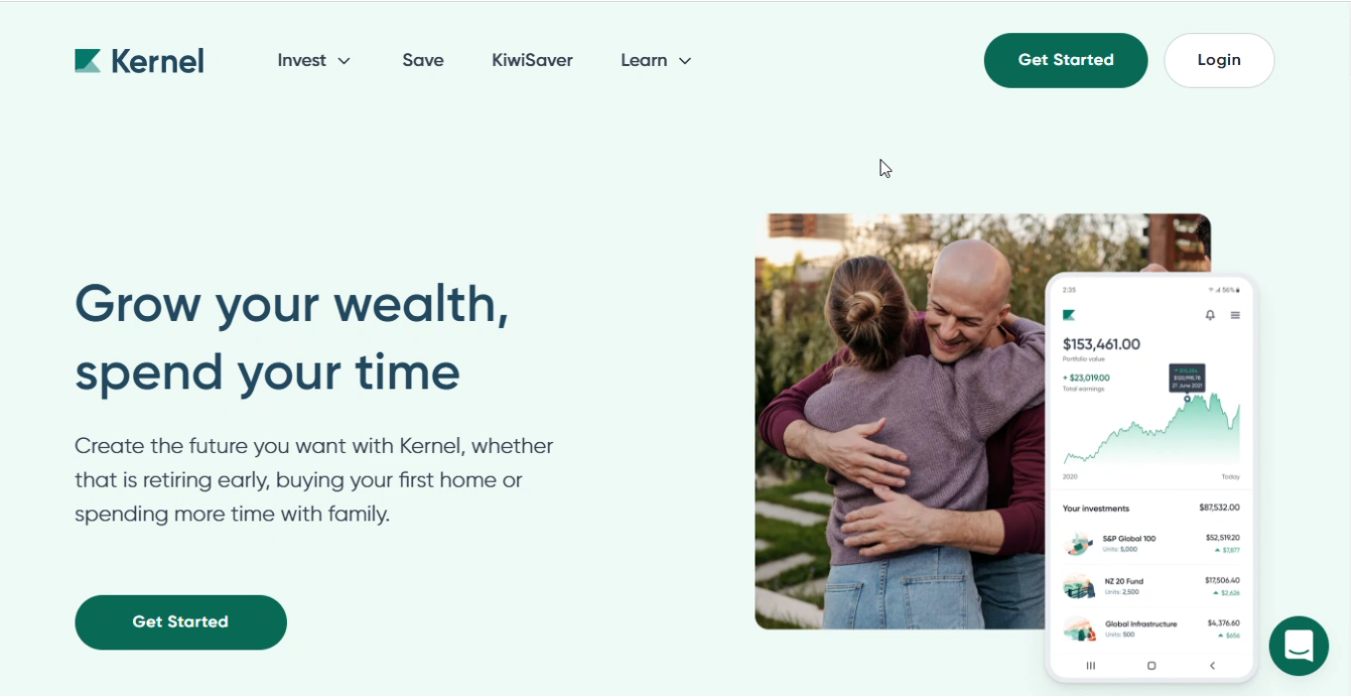 Kernel
Invest
Save
KiwiSaver
Learn
Get Started
Login
Grow your wealth,
spend your time
Create the future you want with Kernel, whether
that is retiring early, buying your first home or
spending more time with family.
Get Started
2:35
56%
$153,461.00
Portfolio value
+ $23,019.00
Total earnings
27 June 2021
2020
Today
Your investments
$87,532.00
S&P Global 100
$52,519.20
Units: 5,000
$7,877
NZ 20 Fund
$17,506.40
Units: 2,500
$2,626
Global Infrastructure
$4,376.60
Units: 500
$656